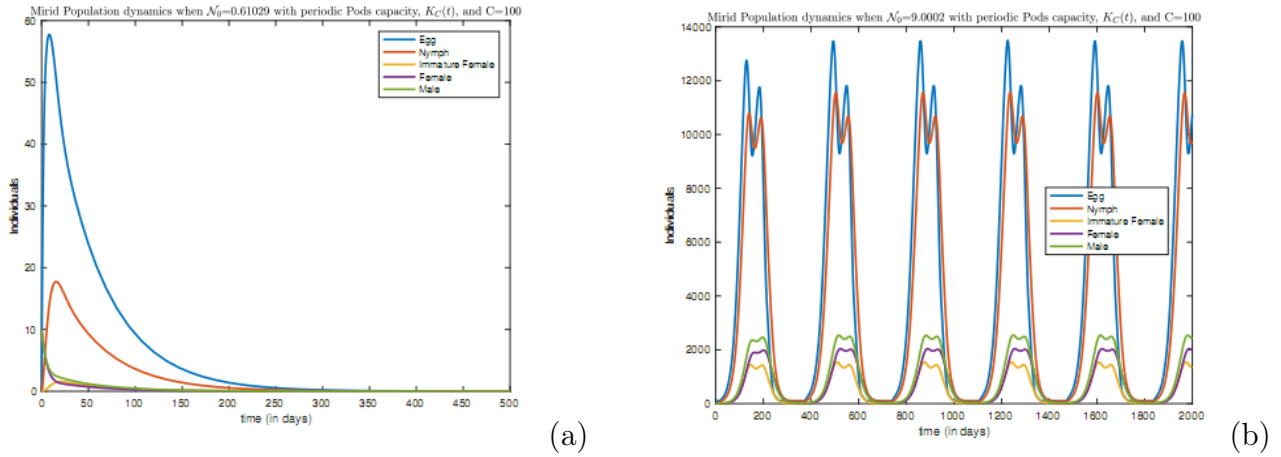 Mirid Population dynamics when 𝒩₀=0.61029 with periodic Pods capacity, K_C(t), and C=100
60
50
40
30
20
10
0
Individuals
Egg
Nymph
Immature Female
Female
Male
0 50 100 150 200 250 300 350 400 450 500
time (in days)
(a)
Mirid Population dynamics when 𝒩₀=9.0002 with periodic Pods capacity, K_C(t), and C=100
14000
12000
10000
8000
6000
4000
2000
0
Individuals
Egg
Nymph
Immature Female
Female
Male
0 200 400 600 800 1000 1200 1400 1600 1800 2000
time (in days)
(b)